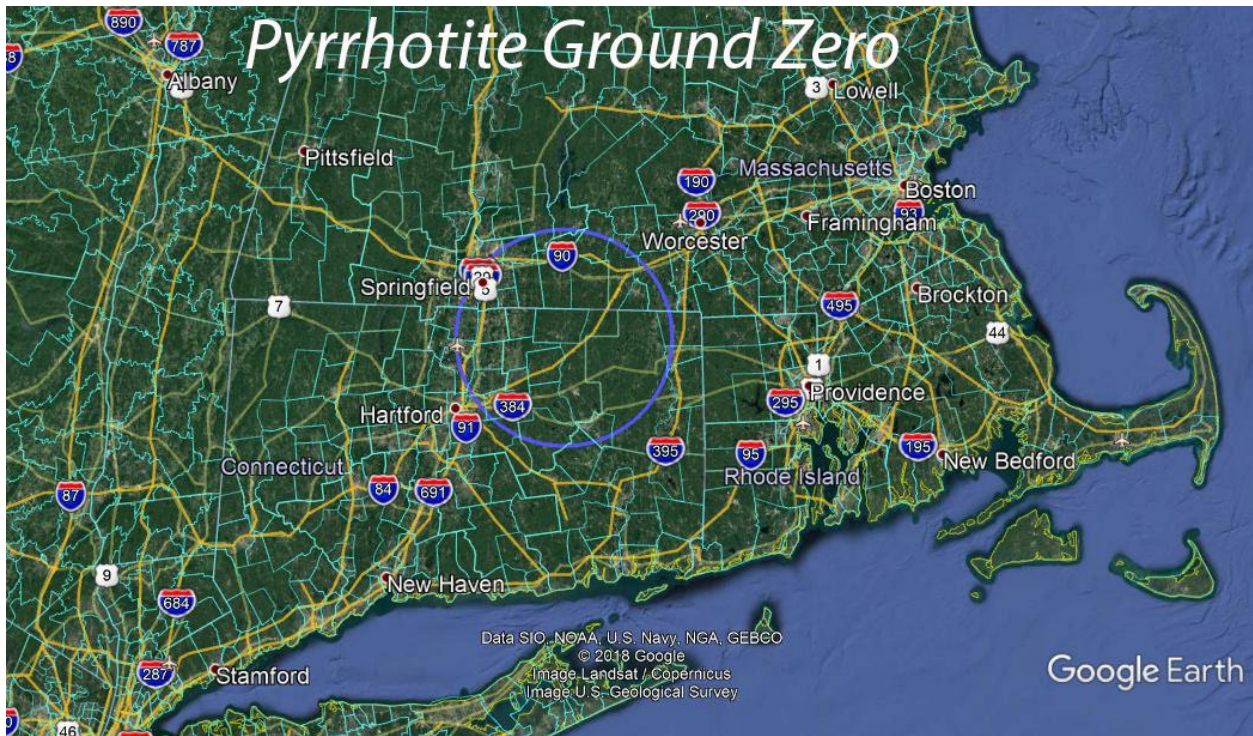 Pyrrhotite Ground Zero
890
787
Albany
3
Lowell
Pittsfield
190
Massachusetts
Boston
290
93
Framingham
Worcester
90
Springfield
5
7
495
Brockton
44
1
Hartford
384
295
Providence
91
395
95
195
New Bedford
Connecticut
Rhode Island
87
84
691
9
New Haven
684
287
Stamford
46
Data SIO, NOAA, U.S. Navy, NGA, GEBCO
© 2018 Google
Image Landsat / Copernicus
Image U.S. Geological Survey
Google Earth